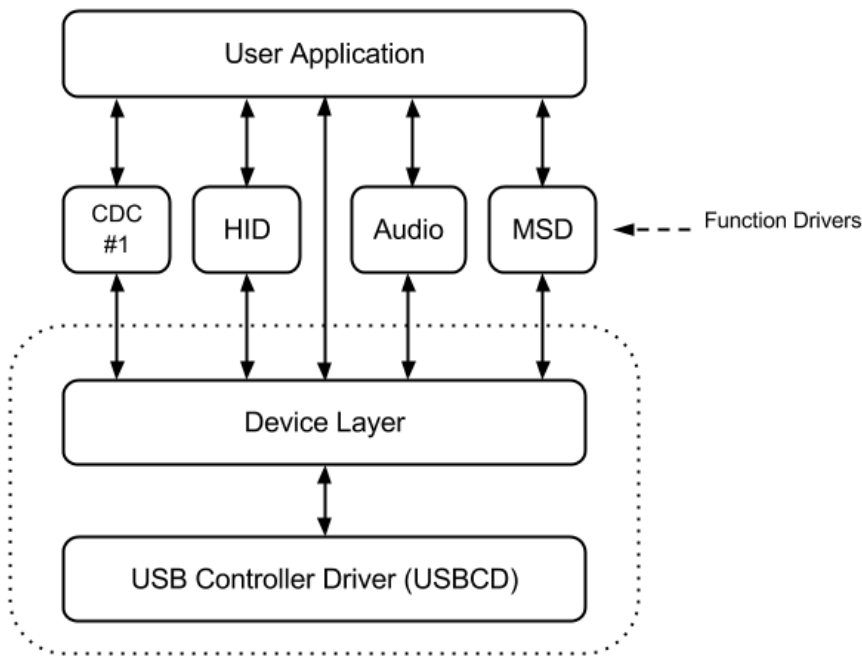 User Application
CDC
#1
HID
Audio
MSD
Function Drivers
Device Layer
USB Controller Driver (USBCD)